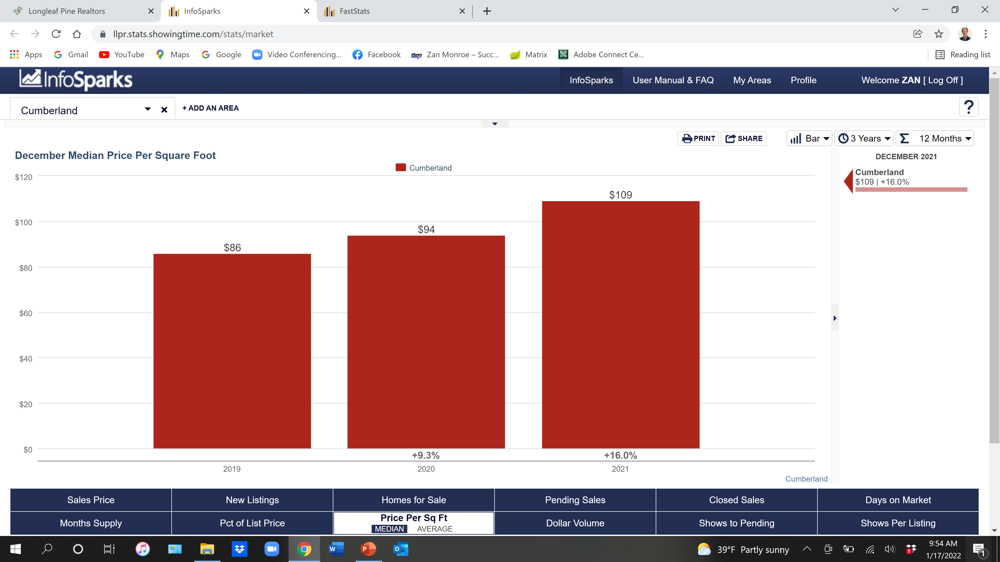 Longleaf Pine Realtors
InfoSparks
FastStats
llpr.stats.showingtime.com/stats/market
Apps
Gmail
YouTube
Maps
Google
Video Conferencing...
Facebook
Zan Monroe – Succ...
Matrix
Adobe Connect Ce...
Reading list
InfoSparks
InfoSparks
User Manual & FAQ
My Areas
Profile
Welcome ZAN [ Log Off ]
Cumberland
+ ADD AN AREA
?
PRINT
SHARE
Bar
3 Years
Σ 12 Months
December Median Price Per Square Foot
Cumberland
DECEMBER 2021
Cumberland
$109 | +16.0%
$120
$100
$80
$60
$40
$20
$0
$86
$94
$109
+9.3%
+16.0%
2019
2020
2021
Cumberland
Sales Price
New Listings
Homes for Sale
Pending Sales
Closed Sales
Days on Market
Months Supply
Pct of List Price
Price Per Sq Ft
MEDIAN
AVERAGE
Dollar Volume
Shows to Pending
Shows Per Listing
39°F Partly sunny
1
9:54 AM
1/17/2022
1